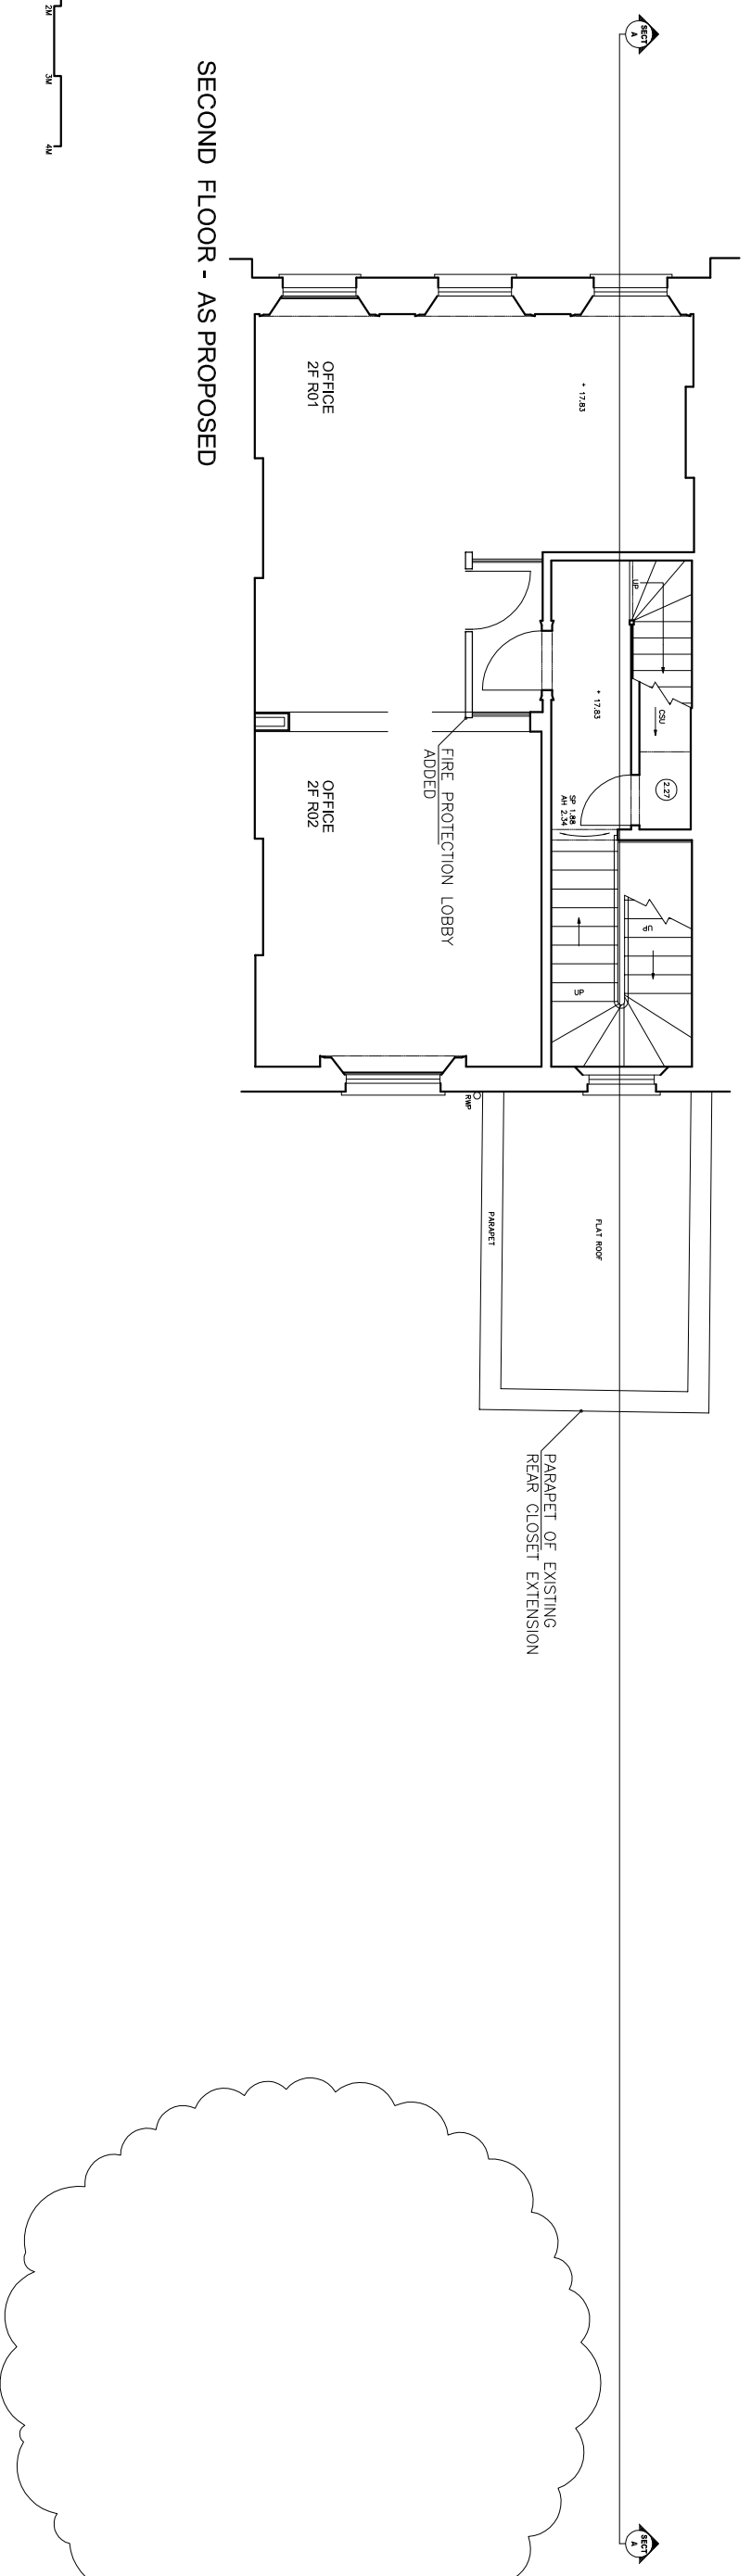 2M
3M
4M
SECOND FLOOR - AS PROPOSED
SECT
A
OFFICE
2F R01
+ 17.83
UP
CSU
2.27
+ 17.83
SP 1.88
AH 2.34
OFFICE
2F R02
FIRE PROTECTION LOBBY
ADDED
UP
UP
RWP
PARAPET
FLAT ROOF
PARAPET OF EXISTING
REAR CLOSET EXTENSION
SECT
A